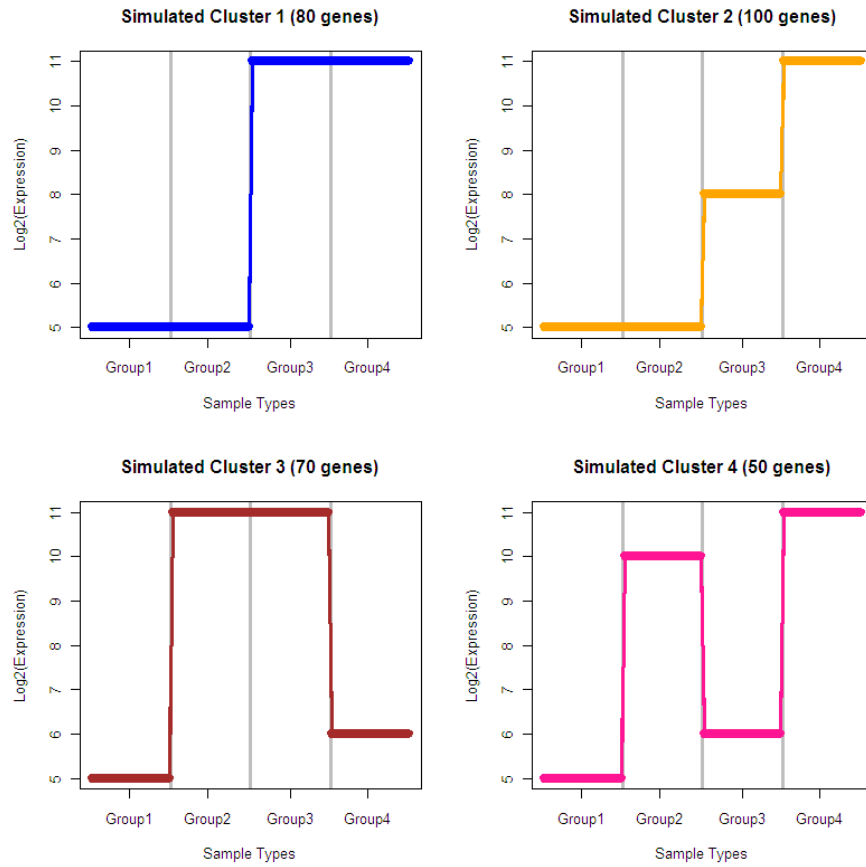 Simulated Cluster 1 (80 genes)
Log2(Expression)
11
10
9
8
7
6
5
Group1 Group2 Group3 Group4
Sample Types
Simulated Cluster 2 (100 genes)
Log2(Expression)
11
10
9
8
7
6
5
Group1 Group2 Group3 Group4
Sample Types
Simulated Cluster 3 (70 genes)
Log2(Expression)
11
10
9
8
7
6
5
Group1 Group2 Group3 Group4
Sample Types
Simulated Cluster 4 (50 genes)
Log2(Expression)
11
10
9
8
7
6
5
Group1 Group2 Group3 Group4
Sample Types